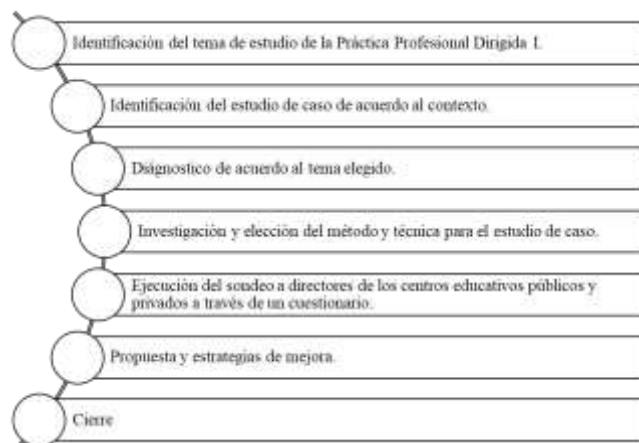 Identificación del tema de estudio de la Práctica Profesional Dirigida I.
Identificación del estudio de caso de acuerdo al contexto.
Diágnostico de acuerdo al tema elegido.
Investigación y elección del método y técnica para el estudio de caso.
Ejecución del sondeo a directores de los centros educativos públicos y
privados a través de un cuestionario.
Propuesta y estrategias de mejora.
Cierre